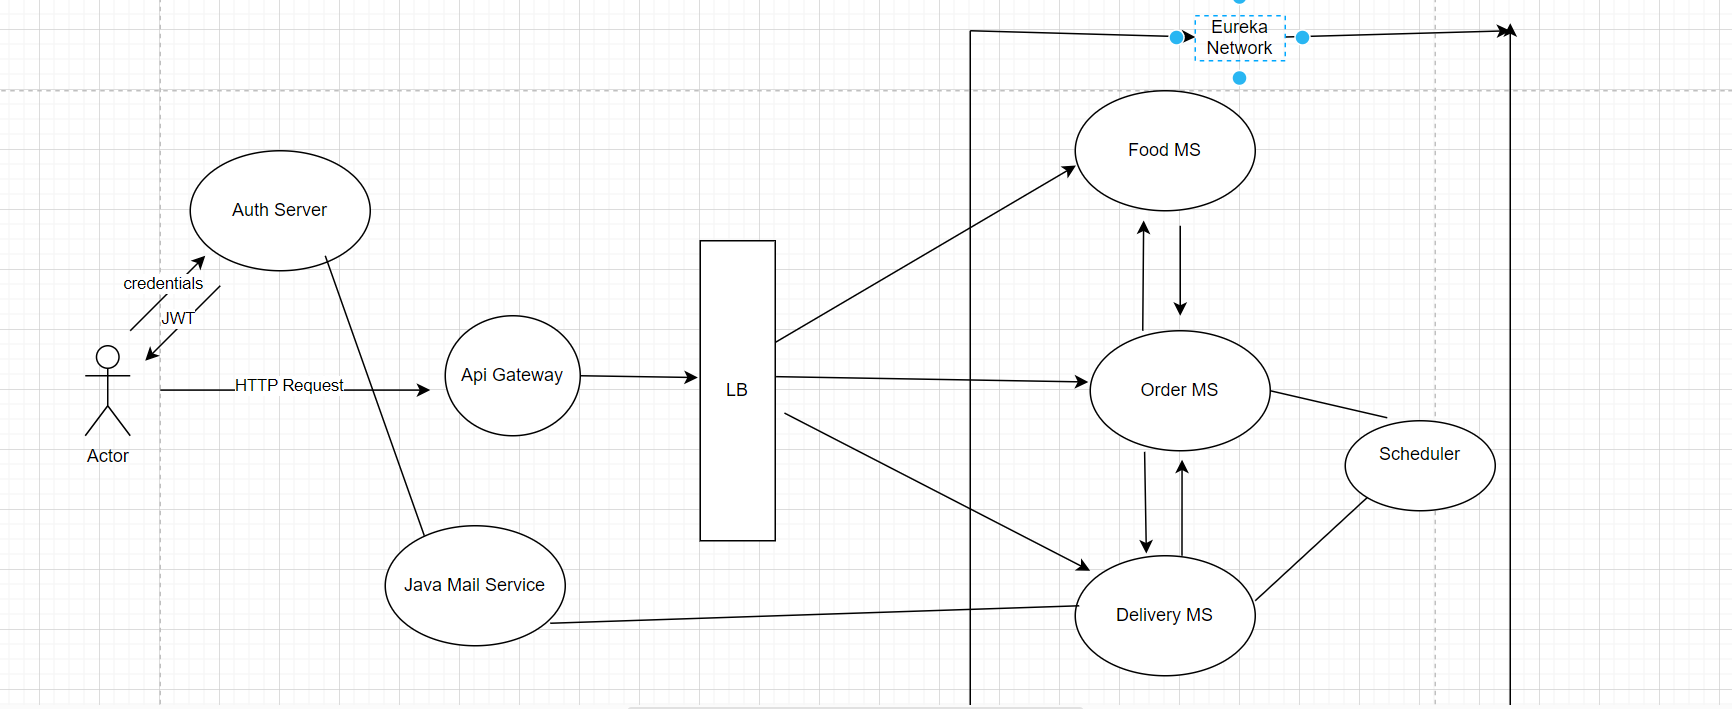 Eureka
Network
Food MS
Auth Server
credentials
JWT
HTTP Request
Api Gateway
LB
Order MS
Actor
Scheduler
Java Mail Service
Delivery MS